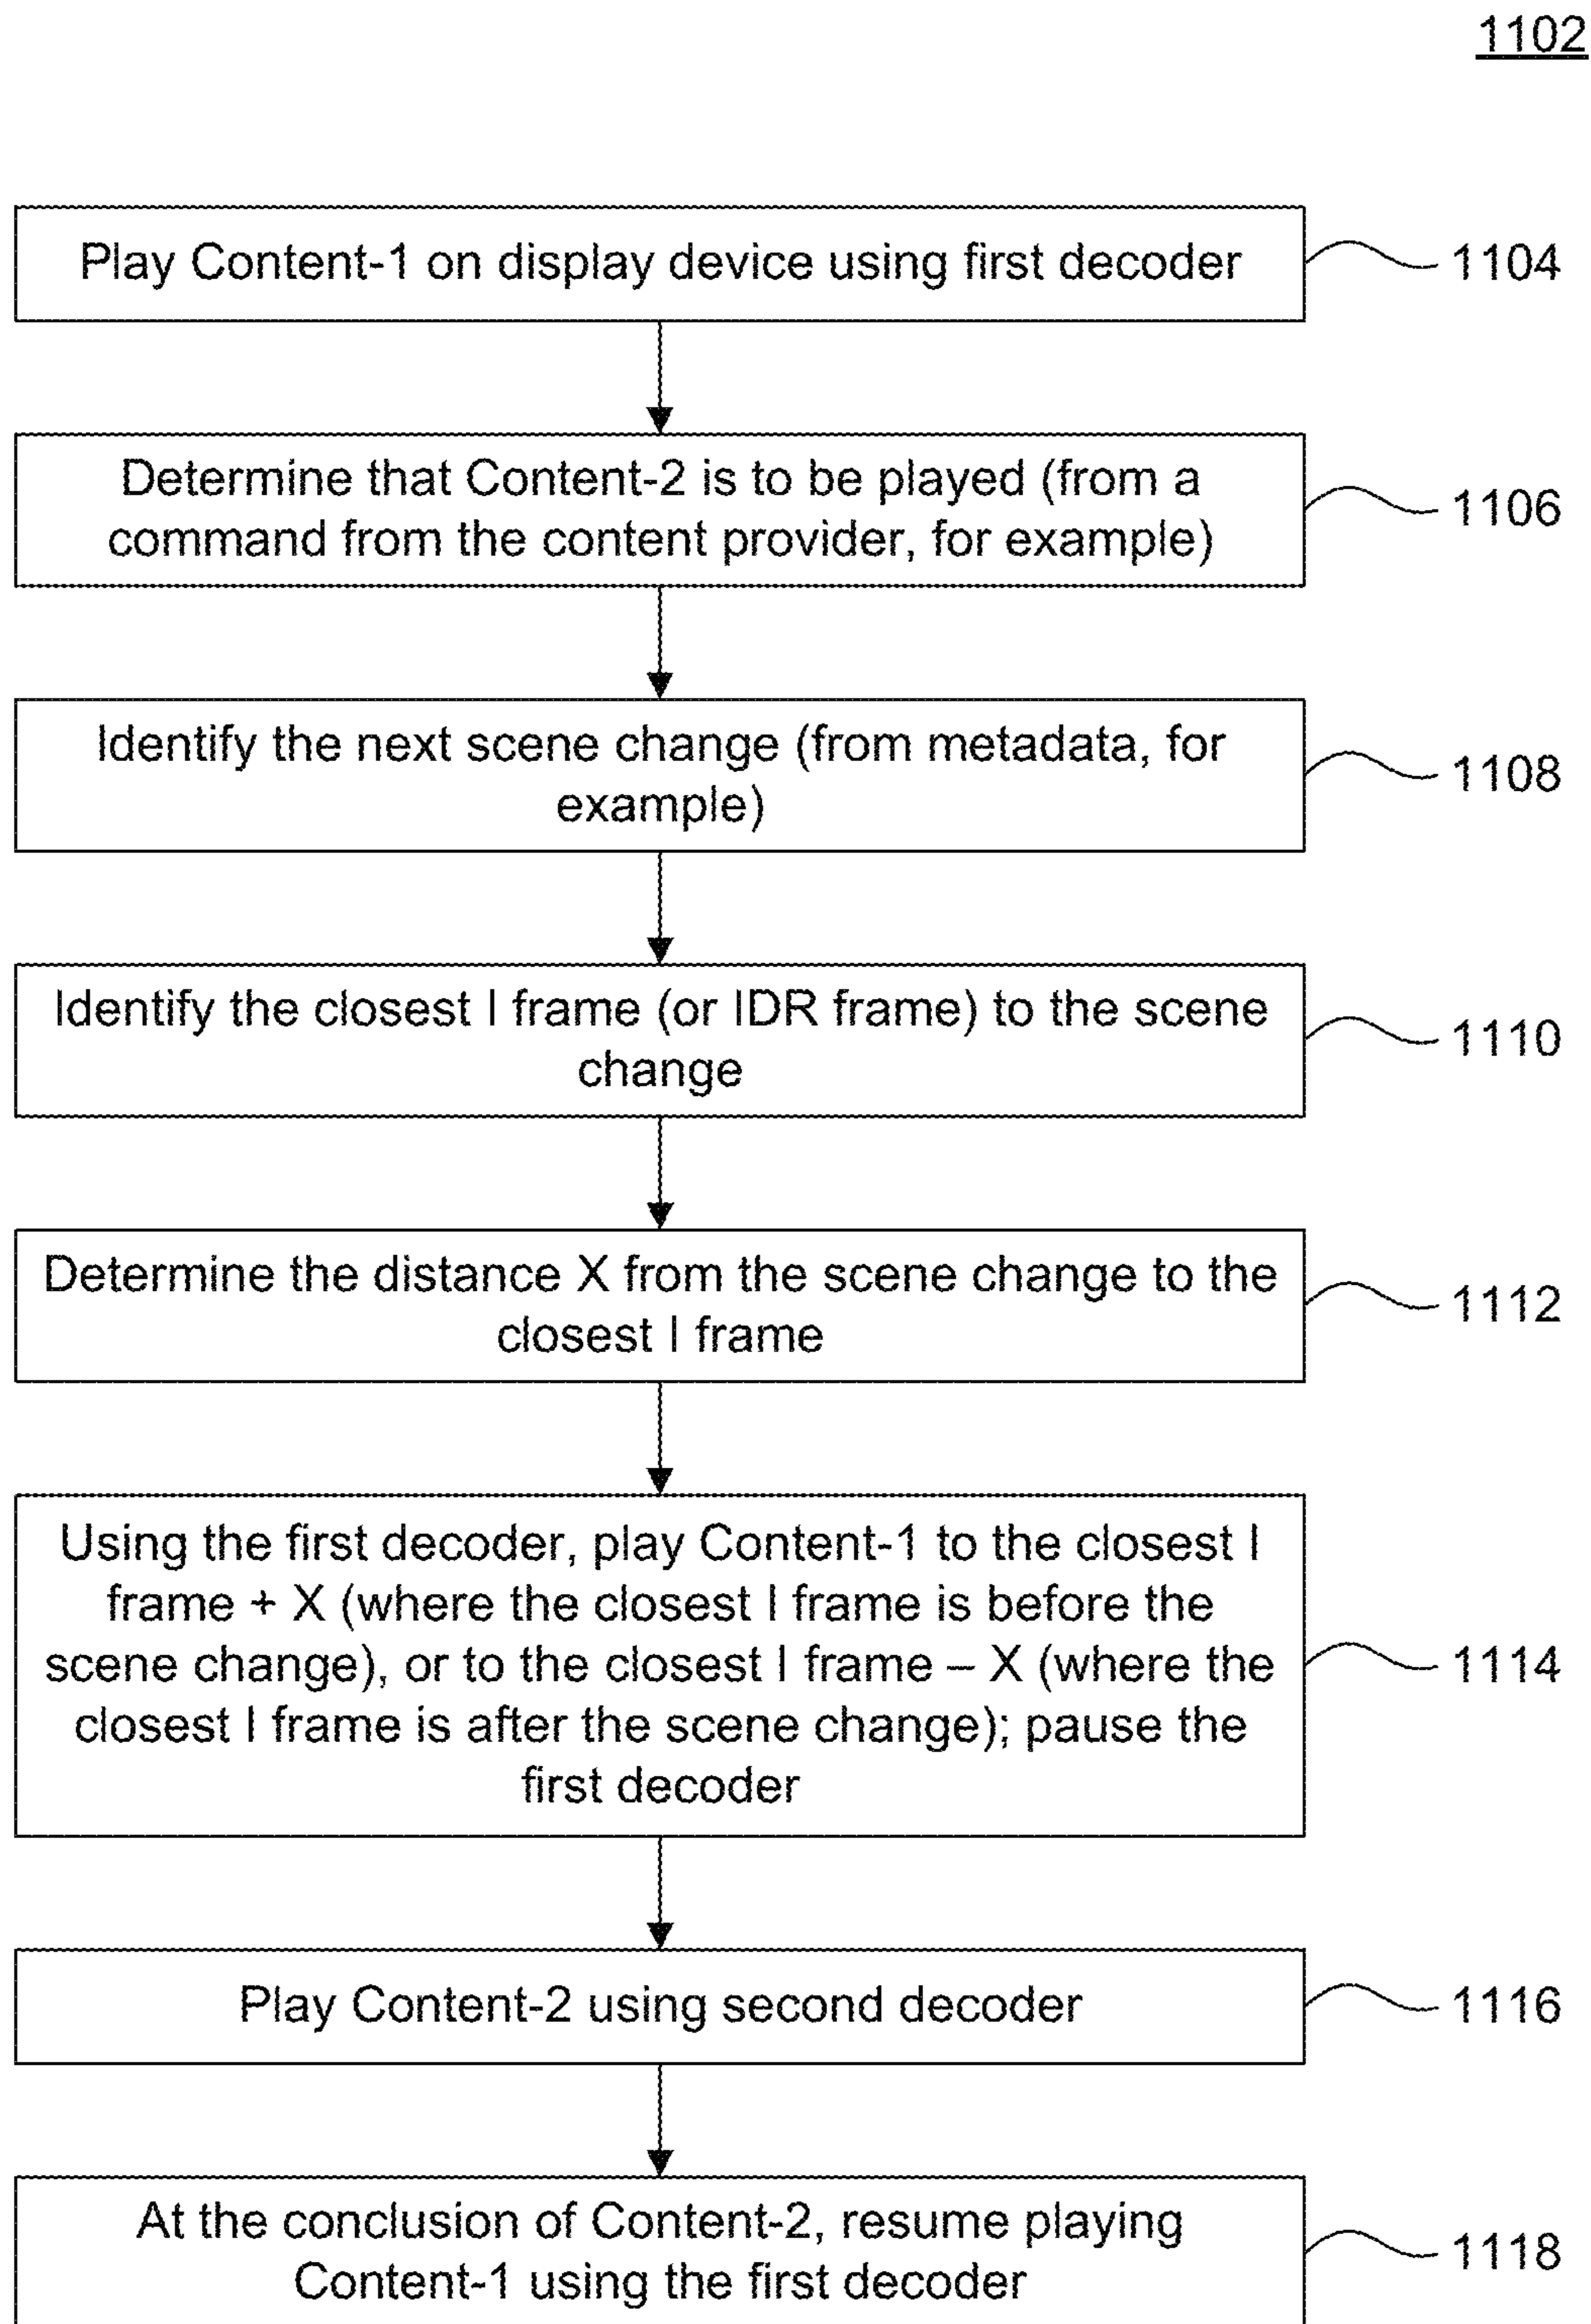 1102
Play Content-1 on display device using first decoder
1104
Determine that Content-2 is to be played (from a
command from the content provider, for example)
1106
Identify the next scene change (from metadata, for
example)
1108
Identify the closest I frame (or IDR frame) to the scene
change
1110
Determine the distance X from the scene change to the
closest I frame
1112
Using the first decoder, play Content-1 to the closest I
frame + X (where the closest I frame is before the
scene change), or to the closest I frame – X (where the
closest I frame is after the scene change); pause the
first decoder
1114
Play Content-2 using second decoder
1116
At the conclusion of Content-2, resume playing
Content-1 using the first decoder
1118